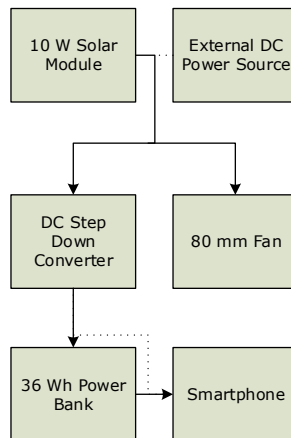 10 W Solar
Module
External DC
Power Source
DC Step
Down
Converter
80 mm Fan
36 Wh Power
Bank
Smartphone